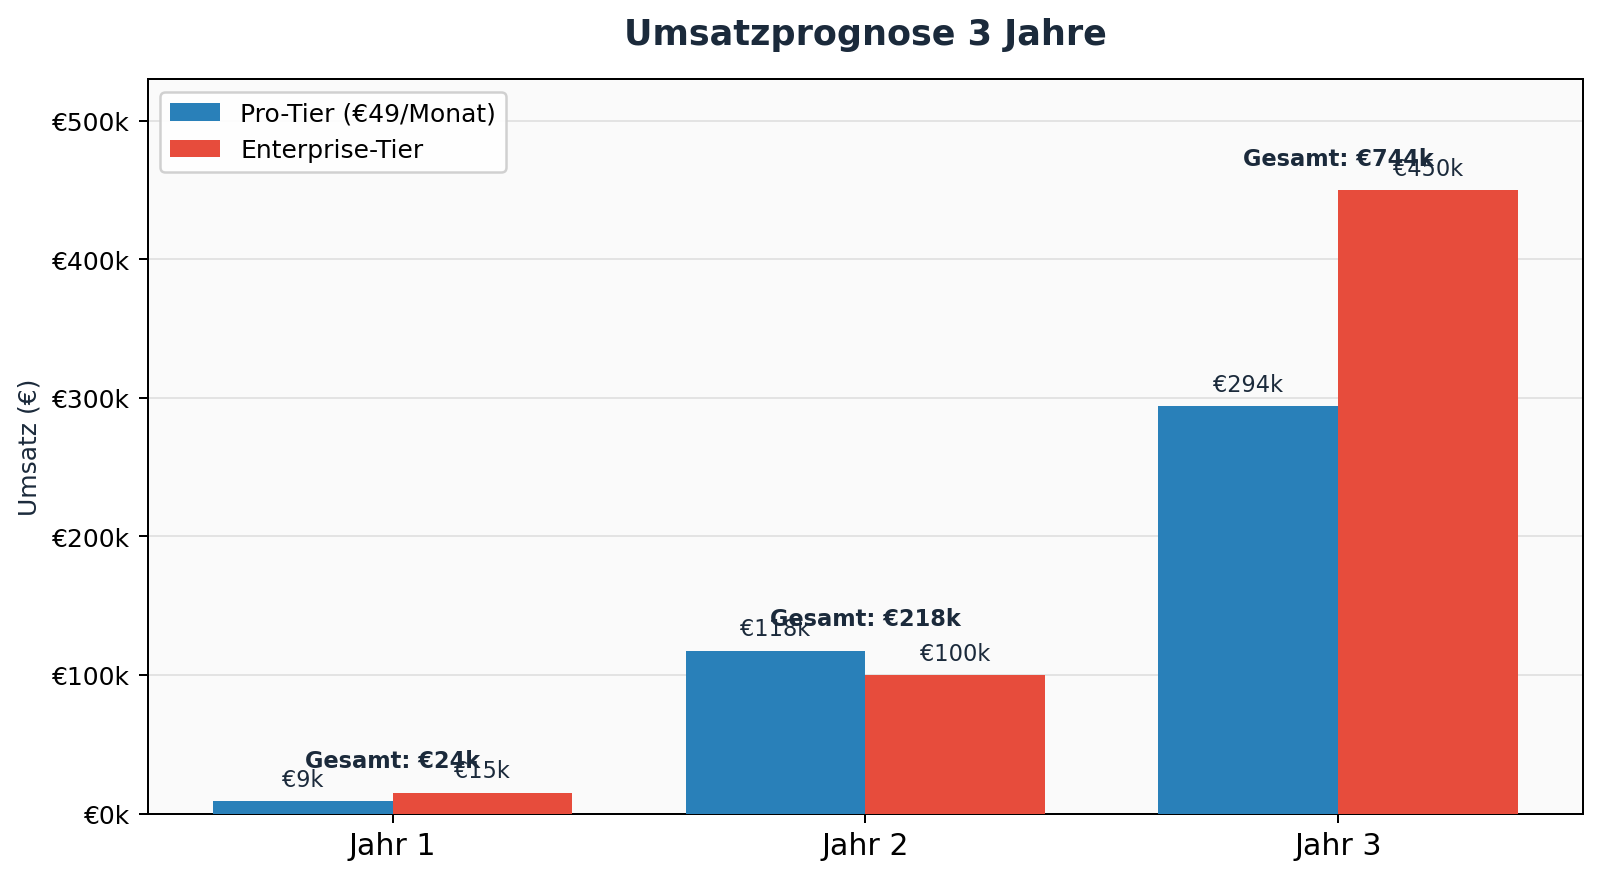 Umsatzprognose 3 Jahre
Pro-Tier (€49/Monat)
Enterprise-Tier
Umsatz (€)
€500k
€400k
€300k
€200k
€100k
€0k
Gesamt: €24k
€9k
€15k
Gesamt: €218k
€118k
€100k
Gesamt: €744k
€450k
€294k
Jahr 1
Jahr 2
Jahr 3